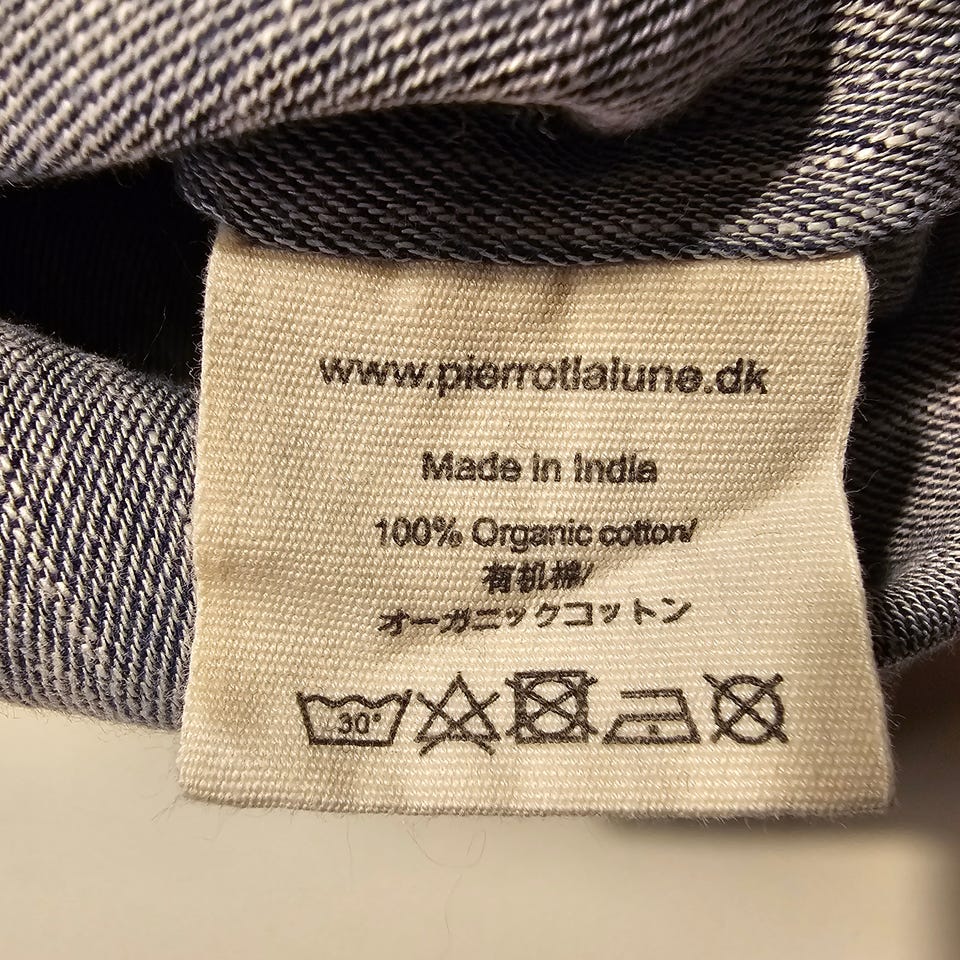 www.pierrotlalune.dk
Made in India
100% Organic cotton/
有机棉/
オーガニックコットン
30°